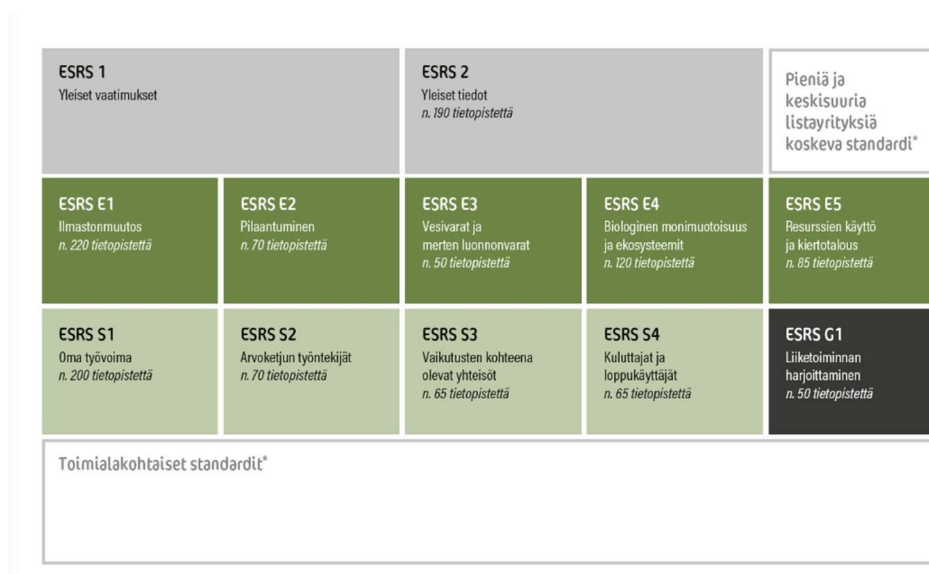 ESRS 1
Yleiset vaatimukset
ESRS 2
Yleiset tiedot
n. 190 tietopistettä
Pieniä ja
keskisuuria
listayrityksiä
koskeva standardi*
ESRS E1
Ilmastonmuutos
n. 220 tietopistettä
ESRS E2
Pilaantuminen
n. 70 tietopistettä
ESRS E3
Vesivarat ja
merten luonnonvarat
n. 50 tietopistettä
ESRS E4
Biologinen monimuotoisuus
ja ekosysteemit
n. 120 tietopistettä
ESRS E5
Resurssien käyttö
ja kiertotalous
n. 85 tietopistettä
ESRS S1
Oma työvoima
n. 200 tietopistettä
ESRS S2
Arvoketjun työntekijät
n. 70 tietopistettä
ESRS S3
Vaikutusten kohteena
olevat yhteisöt
n. 65 tietopistettä
ESRS S4
Kuluttajat ja
loppukäyttäjät
n. 65 tietopistettä
ESRS G1
Liiketoiminnan
harjoittaminen
n. 50 tietopistettä
Toimialakohtaiset standardit*